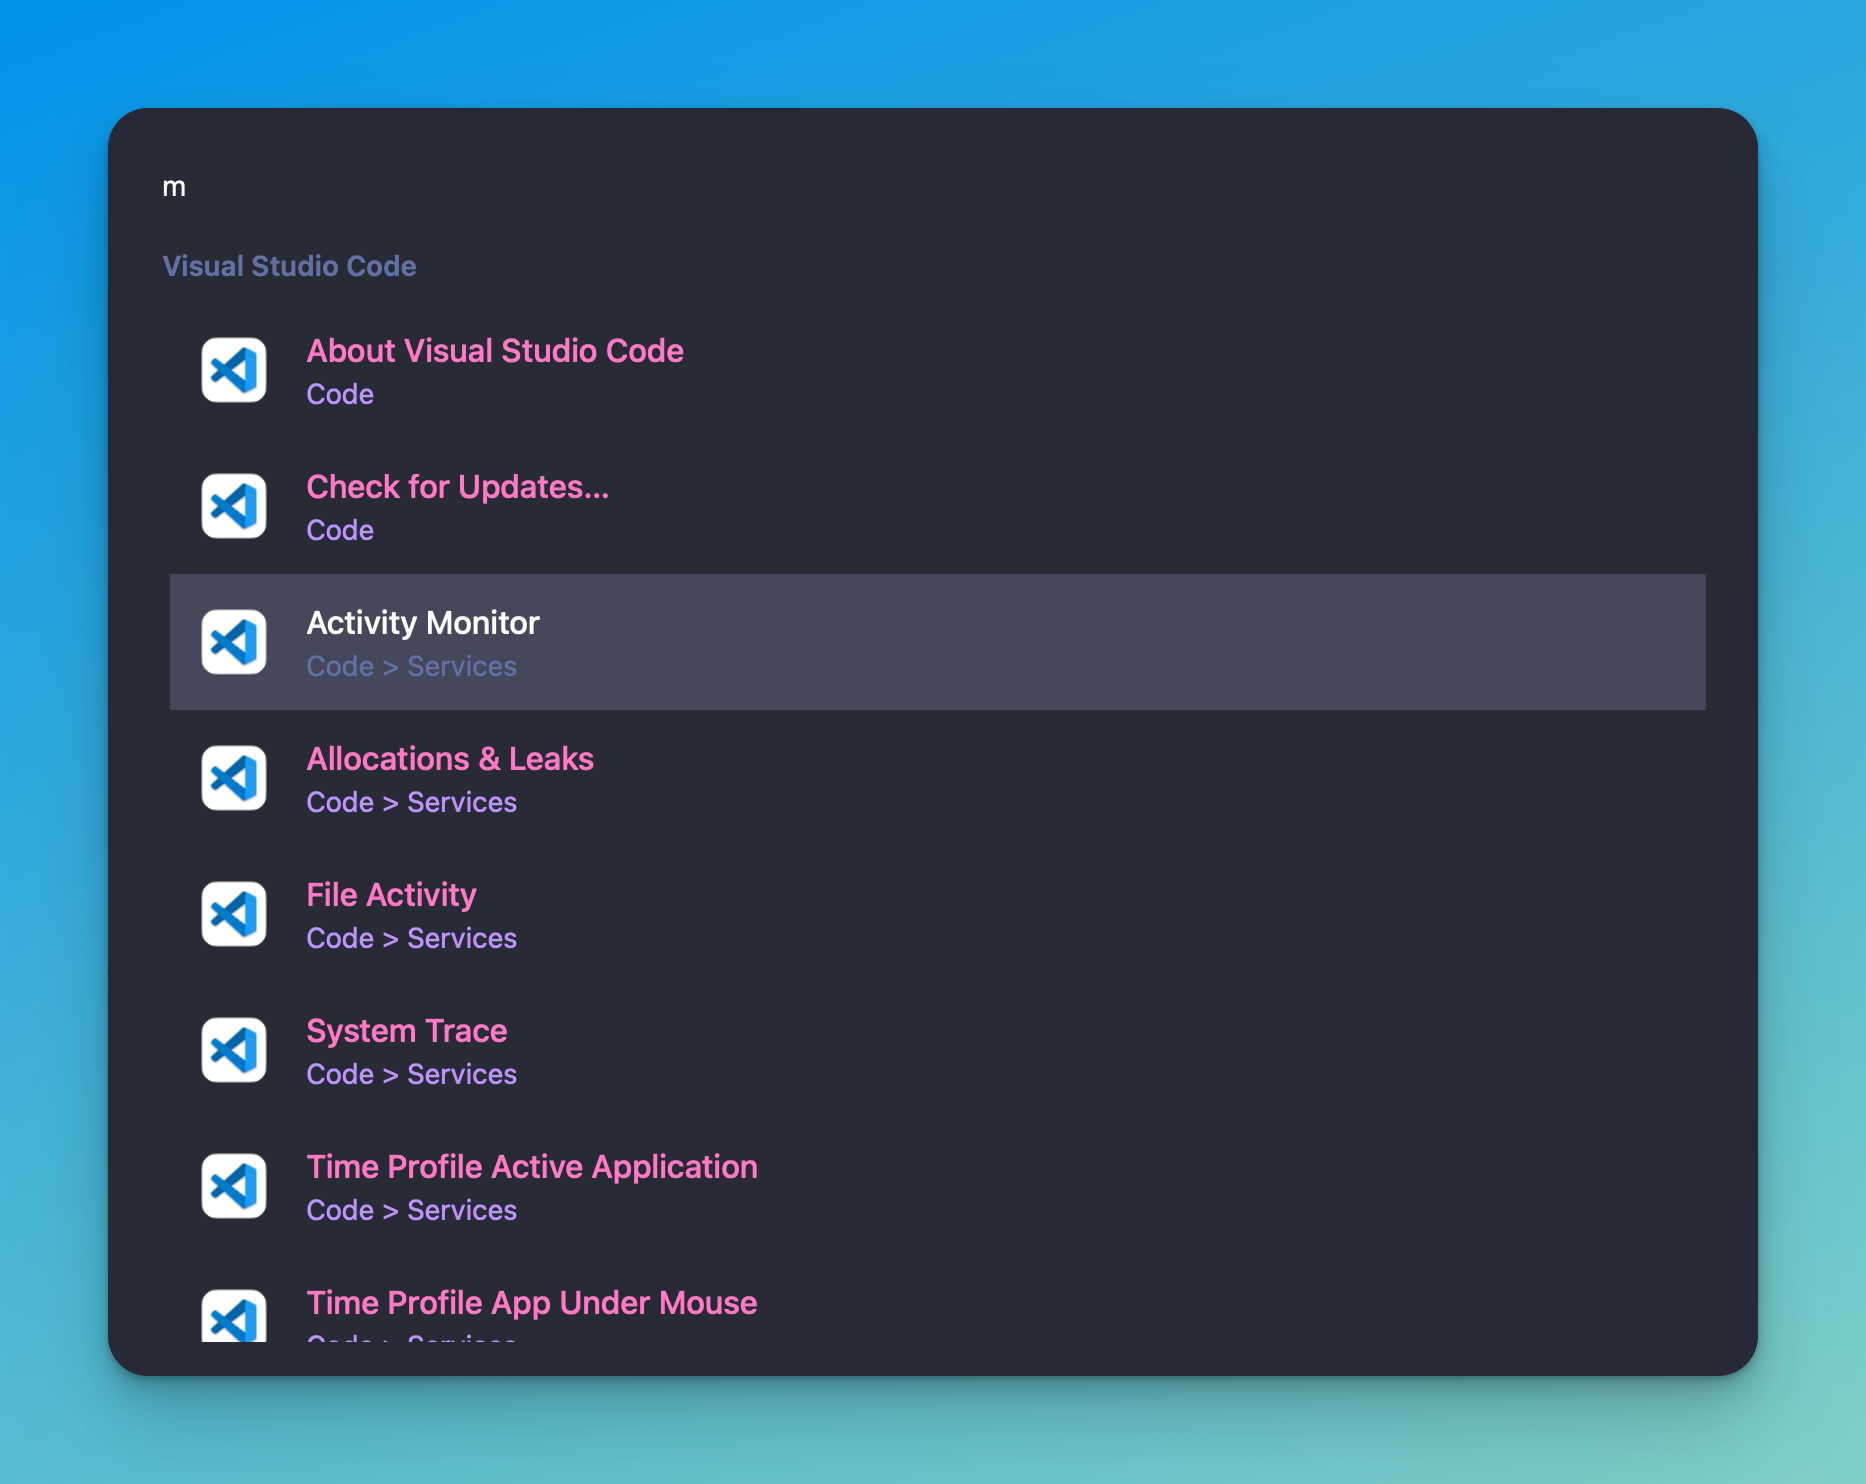 m
Visual Studio Code
About Visual Studio Code
Code
Check for Updates...
Code
Activity Monitor
Code > Services
Allocations & Leaks
Code > Services
File Activity
Code > Services
System Trace
Code > Services
Time Profile Active Application
Code > Services
Time Profile App Under Mouse
Code > Services